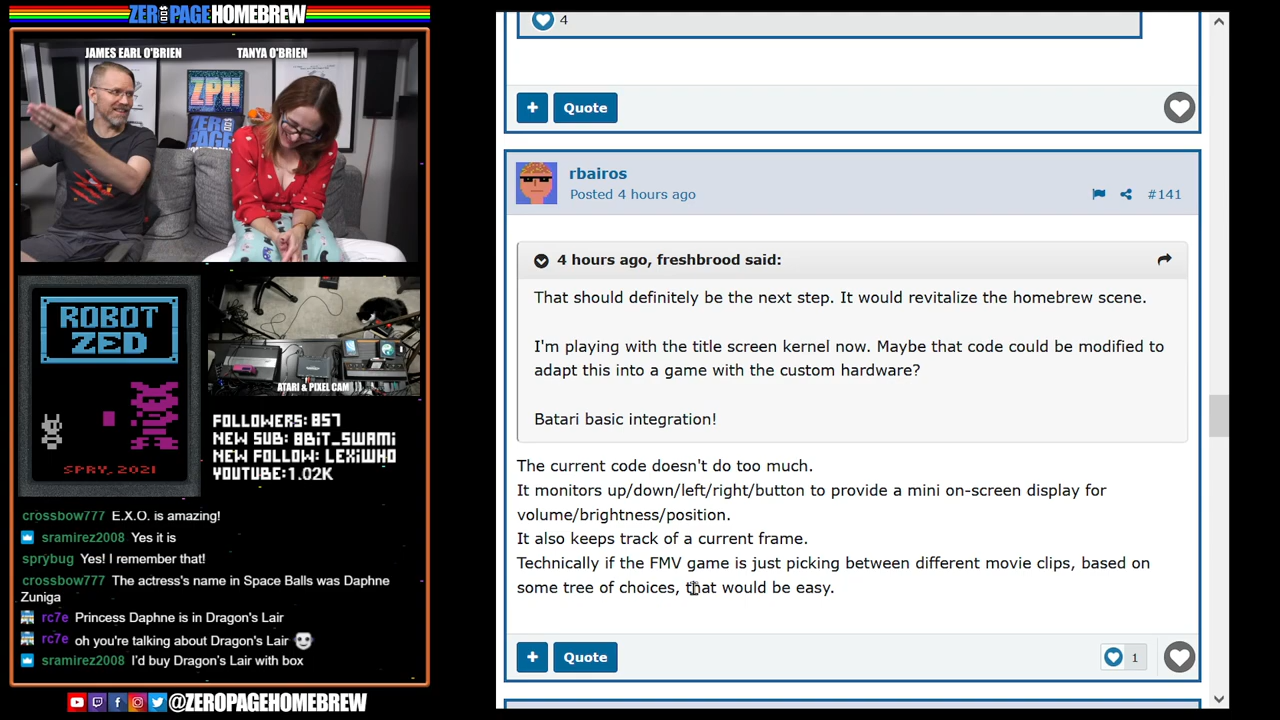 ZERO PAGE HOMEBREW
JAMES EARL O'BRIEN
TANYA O'BRIEN
ZPH
ZERO
PAGE
ROBOT
ZED
SPRY, 2021
ATARI & PIXEL CAM
FOLLOWERS: 857
NEW SUB: 8BIT_SWAMI
NEW FOLLOW: LEXIWHO
YOUTUBE:1.02K
crossbow777 E.X.O. is amazing!
sramirez2008 Yes it is
sprybug Yes! I remember that!
crossbow777 The actress's name in Space Balls was Daphne
Zuniga
rc7e Princess Daphne is in Dragon's Lair
rc7e oh you're talking about Dragon's Lair
sramirez2008 I'd buy Dragon's Lair with box
@ZEROPAGEHOMEBREW
4
+ Quote
rbairos
Posted 4 hours ago
#141
4 hours ago, freshbrood said:
That should definitely be the next step. It would revitalize the homebrew scene.
I'm playing with the title screen kernel now. Maybe that code could be modified to
adapt this into a game with the custom hardware?
Batari basic integration!
The current code doesn't do too much.
It monitors up/down/left/right/button to provide a mini on-screen display for
volume/brightness/position.
It also keeps track of a current frame.
Technically if the FMV game is just picking between different movie clips, based on
some tree of choices, that would be easy.
+ Quote
1